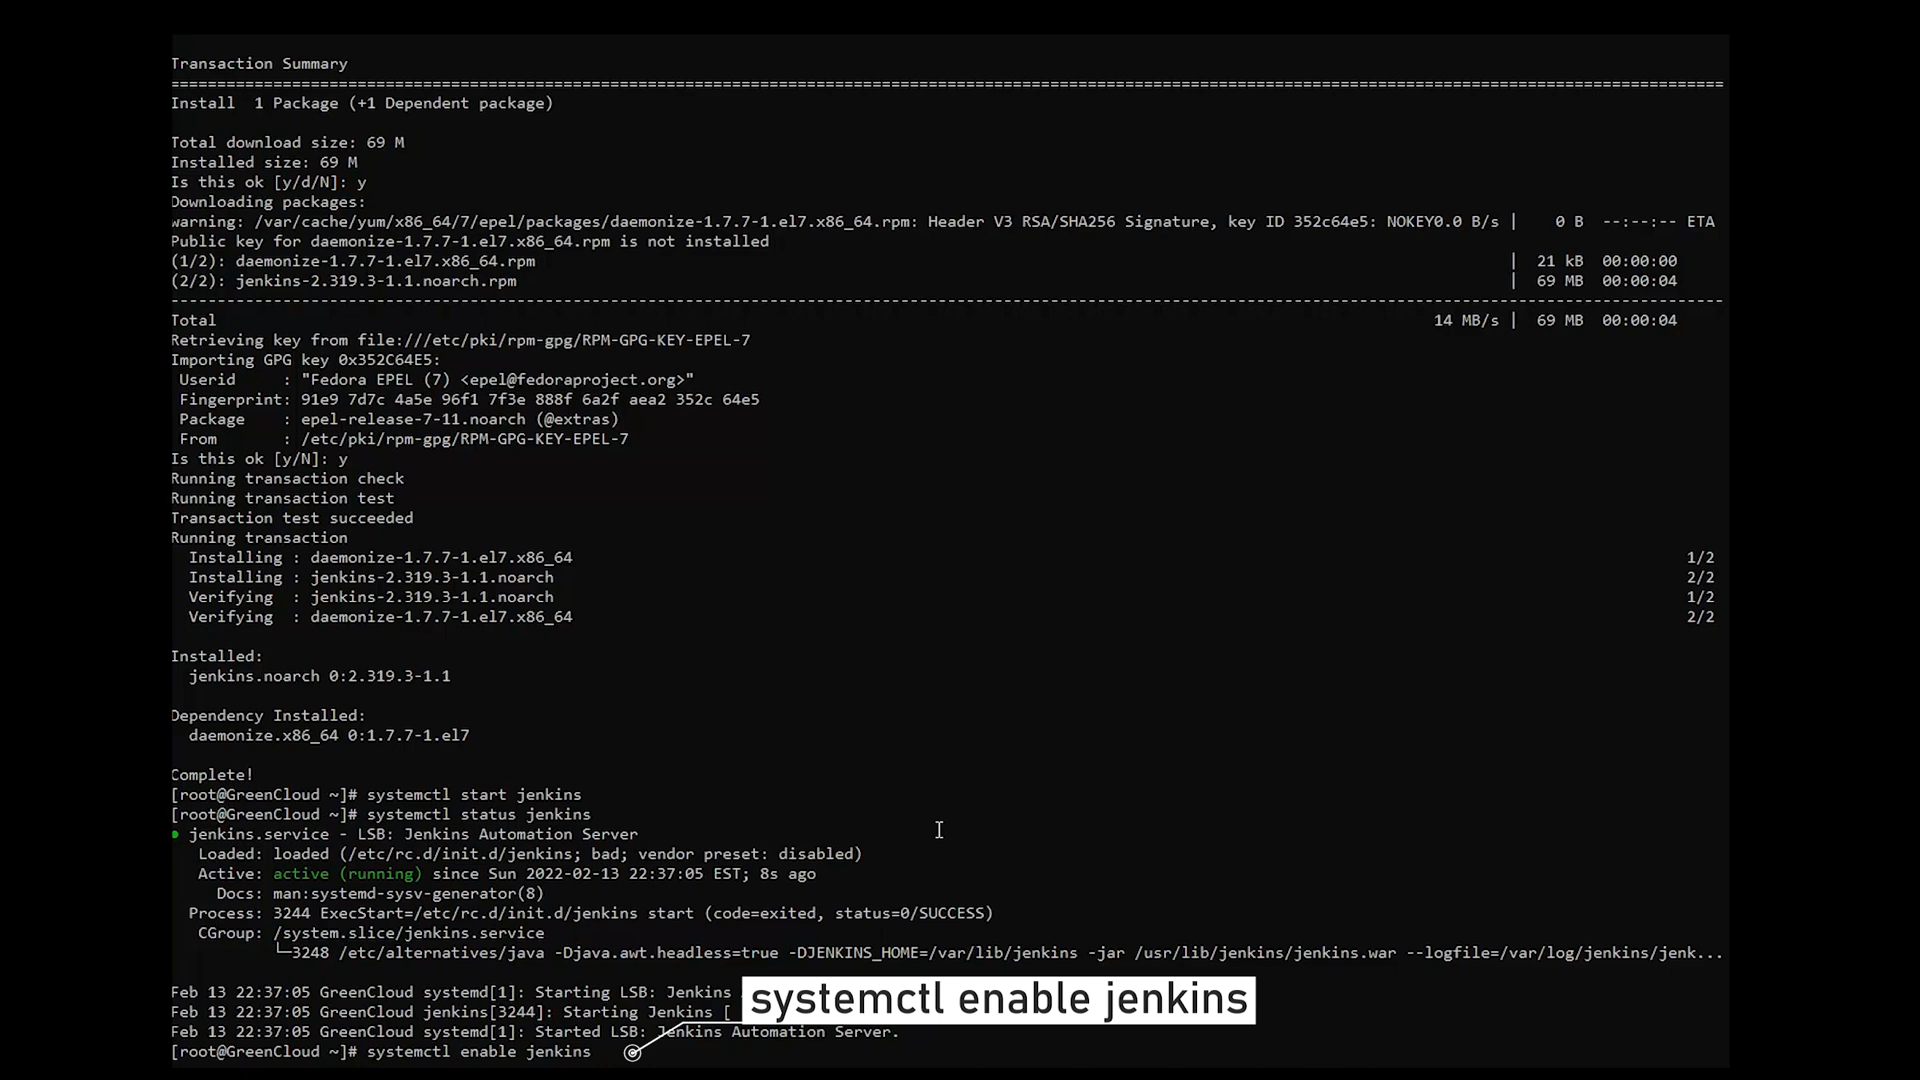 Transaction Summary
================================================================================================================================================================
Install  1 Package (+1 Dependent package)
Total download size: 69 M
Installed size: 69 M
Is this ok [y/d/N]: y
Downloading packages:
warning: /var/cache/yum/x86_64/7/epel/packages/daemonize-1.7.7-1.el7.x86_64.rpm: Header V3 RSA/SHA256 Signature, key ID 352c64e5: NOKEY0.0 B/s |    0 B  --:--:-- ETA
Public key for daemonize-1.7.7-1.el7.x86_64.rpm is not installed
(1/2): daemonize-1.7.7-1.el7.x86_64.rpm | 21 kB 00:00:00
(2/2): jenkins-2.319.3-1.1.noarch.rpm | 69 MB 00:00:04
----------------------------------------------------------------------------------------------------------------------------------------------------------------
Total 14 MB/s | 69 MB 00:00:04
Retrieving key from file:///etc/pki/rpm-gpg/RPM-GPG-KEY-EPEL-7
Importing GPG key 0x352C64E5:
Userid     : "Fedora EPEL (7) <epel@fedoraproject.org>"
Fingerprint: 91e9 7d7c 4a5e 96f1 7f3e 888f 6a2f aea2 352c 64e5
Package    : epel-release-7-11.noarch (@extras)
From       : /etc/pki/rpm-gpg/RPM-GPG-KEY-EPEL-7
Is this ok [y/N]: y
Running transaction check
Running transaction test
Transaction test succeeded
Running transaction
Installing : daemonize-1.7.7-1.el7.x86_64 1/2
Installing : jenkins-2.319.3-1.1.noarch 2/2
Verifying  : jenkins-2.319.3-1.1.noarch 1/2
Verifying  : daemonize-1.7.7-1.el7.x86_64 2/2
Installed:
jenkins.noarch 0:2.319.3-1.1
Dependency Installed:
daemonize.x86_64 0:1.7.7-1.el7
Complete!
[root@GreenCloud ~]# systemctl start jenkins
[root@GreenCloud ~]# systemctl status jenkins
● jenkins.service - LSB: Jenkins Automation Server
Loaded: loaded (/etc/rc.d/init.d/jenkins; bad; vendor preset: disabled)
Active: active (running) since Sun 2022-02-13 22:37:05 EST; 8s ago
Docs: man:systemd-sysv-generator(8)
Process: 3244 ExecStart=/etc/rc.d/init.d/jenkins start (code=exited, status=0/SUCCESS)
CGroup: /system.slice/jenkins.service
└─3248 /etc/alternatives/java -Djava.awt.headless=true -DJENKINS_HOME=/var/lib/jenkins -jar /usr/lib/jenkins/jenkins.war --logfile=/var/log/jenkins/jenk...
Feb 13 22:37:05 GreenCloud systemd[1]: Starting LSB: Jenkins
Feb 13 22:37:05 GreenCloud jenkins[3244]: Starting Jenkins [
systemctl enable jenkins
Feb 13 22:37:05 GreenCloud systemd[1]: Started LSB: Jenkins Automation Server.
[root@GreenCloud ~]# systemctl enable jenkins